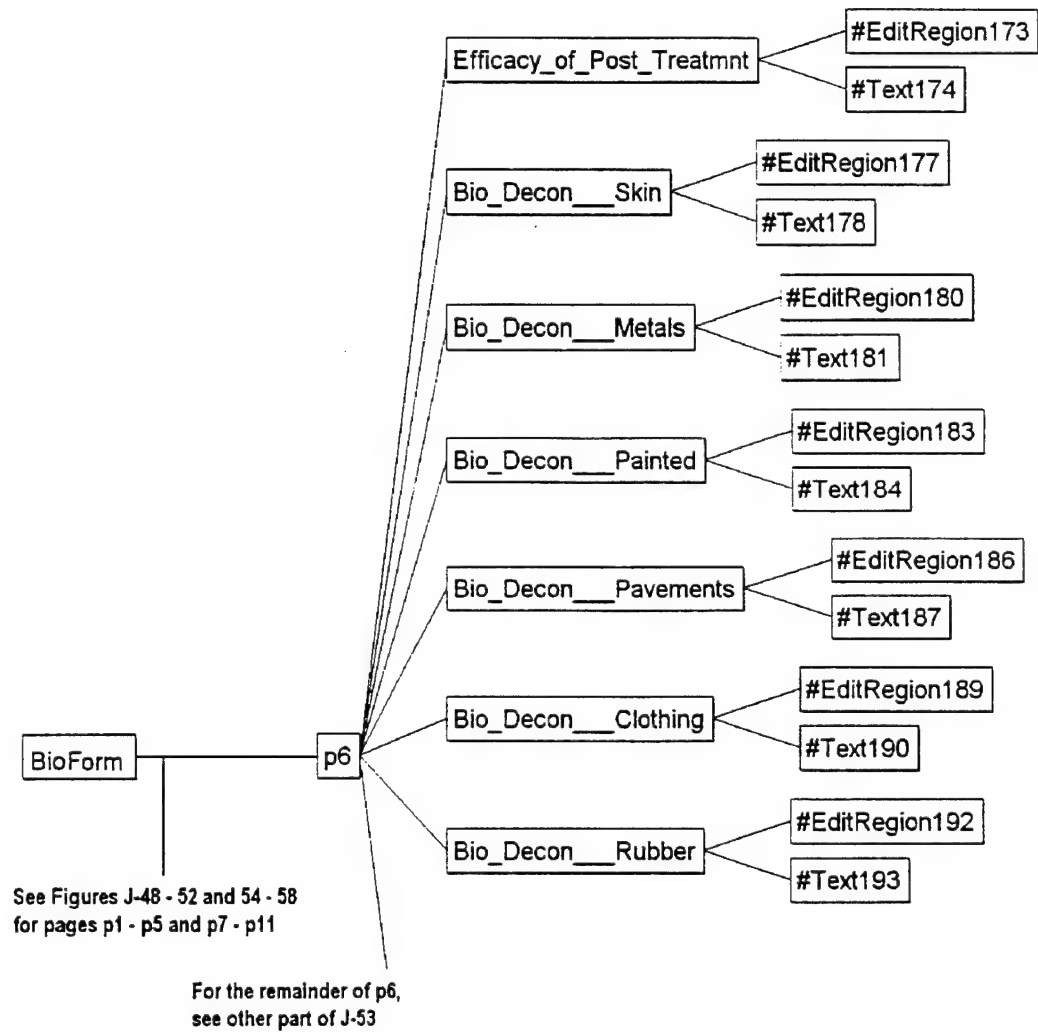 #EditRegion173
Efficacy_of_Post_Treatmnt
#Text174
#EditRegion177
Bio_Decon___Skin
#Text178
#EditRegion180
Bio_Decon___Metals
#Text181
#EditRegion183
Bio_Decon___Painted
#Text184
#EditRegion186
Bio_Decon___Pavements
#Text187
#EditRegion189
Bio_Decon___Clothing
#Text190
BioForm
p6
#EditRegion192
Bio_Decon___Rubber
#Text193
See Figures J-48 - 52 and 54 - 58
for pages p1 - p5 and p7 - p11
For the remainder of p6,
see other part of J-53